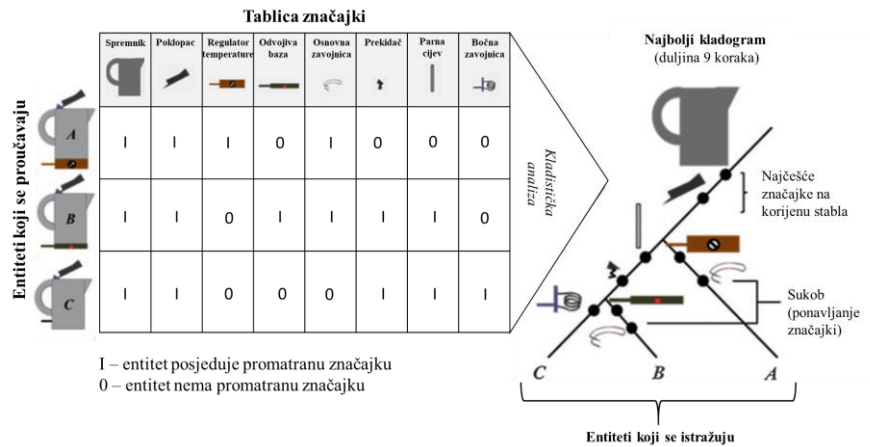 Tablica značajki
Spremnik Poklopac Regulator Odvojiva Osnovna Prekidač Parna Bočna
temperature baza zavojnica cijev zavojnica
Entiteti koji se proučavaju
A I I I 0 I 0 0 0
B I I 0 I I I I 0
C I I 0 0 0 I I I
I – entitet posjeduje promatranu značajku
0 – entitet nema promatranu značajku
Kladistička
analiza
Najbolji kladogram
(duljina 9 koraka)
Najčešće
značajke na
korijenu stabla
Sukob
(ponavljanje
značajki)
C B A
Entiteti koji se istražuju